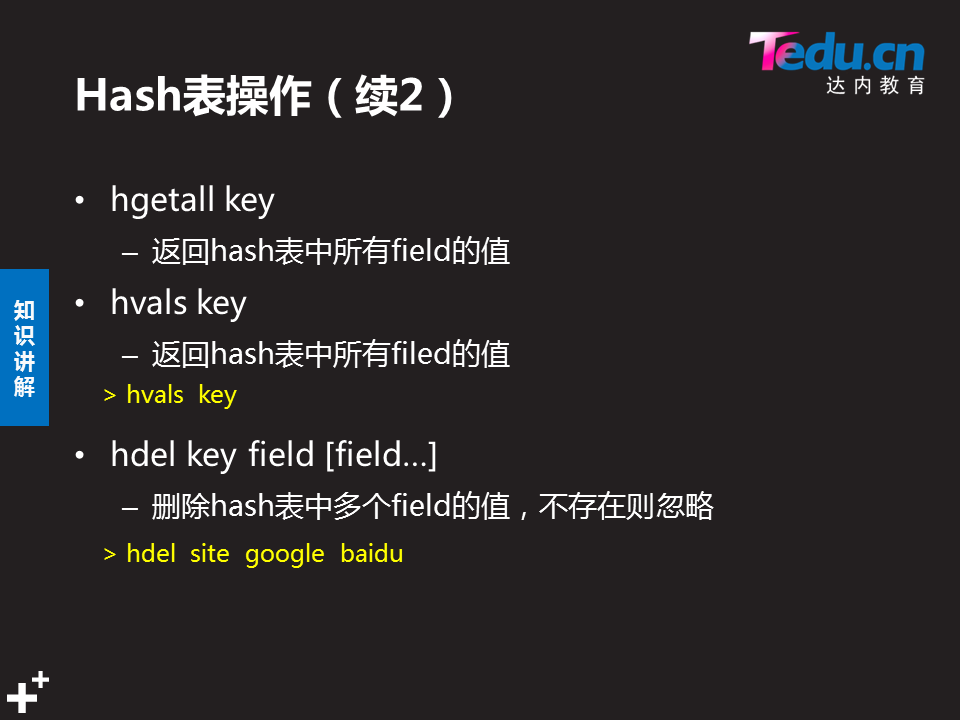 Tedu.cn
达内教育
Hash表操作（续2）
• hgetall key
– 返回hash表中所有field的值
• hvals key
– 返回hash表中所有filed的值
> hvals key
• hdel key field [field…]
– 删除hash表中多个field的值，不存在则忽略
> hdel site google baidu
知
识
讲
解